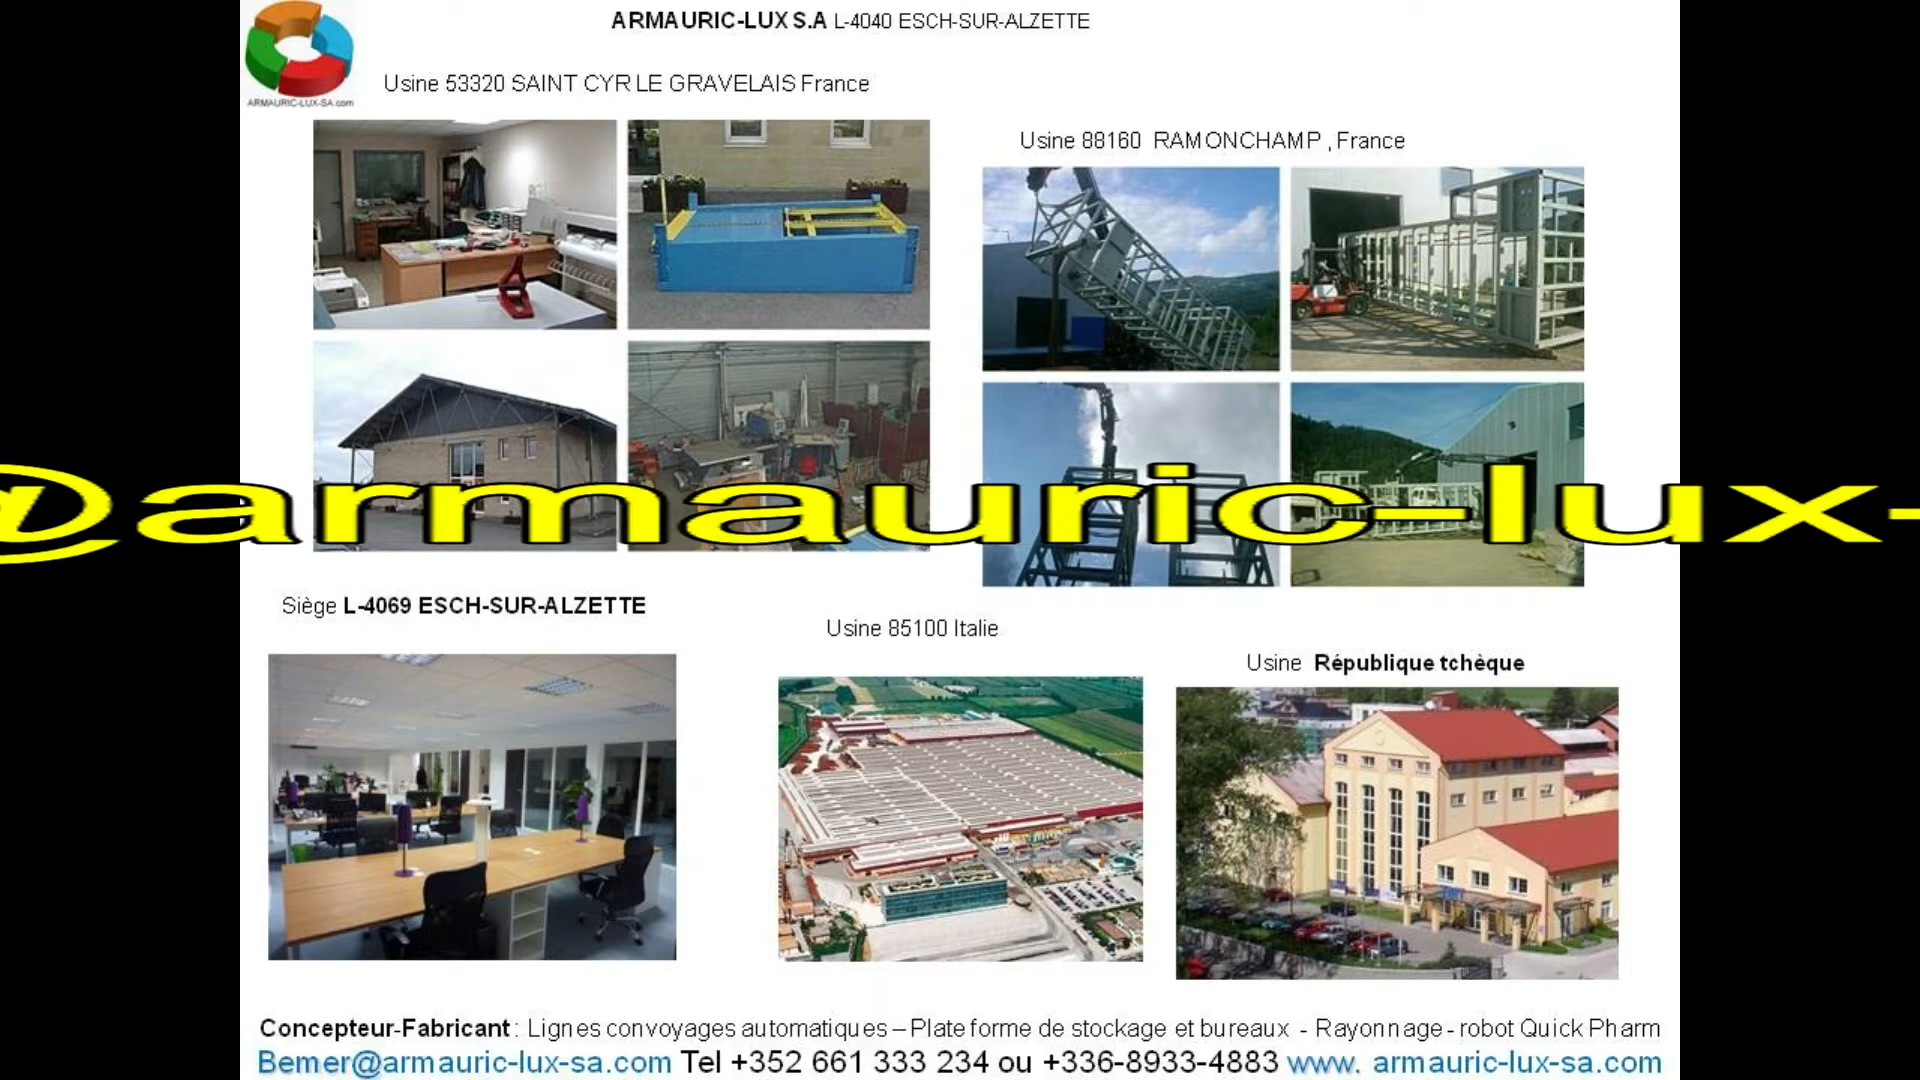 ARMAURIC-LUX S.A L-4040 ESCH-SUR-ALZETTE
ARMAURIC-LUX-SA.com
Usine 53320 SAINT CYR LE GRAVELAIS France
Usine 88160 RAMONCHAMP , France
@armauric-lux-
Siège L-4069 ESCH-SUR-ALZETTE
Usine 85100 Italie
Usine République tchèque
Concepteur-Fabricant : Lignes convoyages automatiques – Plate forme de stockage et bureaux - Rayonnage - robot Quick Pharm
Bemer@armauric-lux-sa.com Tel +352 661 333 234 ou +336-8933-4883 www. armauric-lux-sa.com